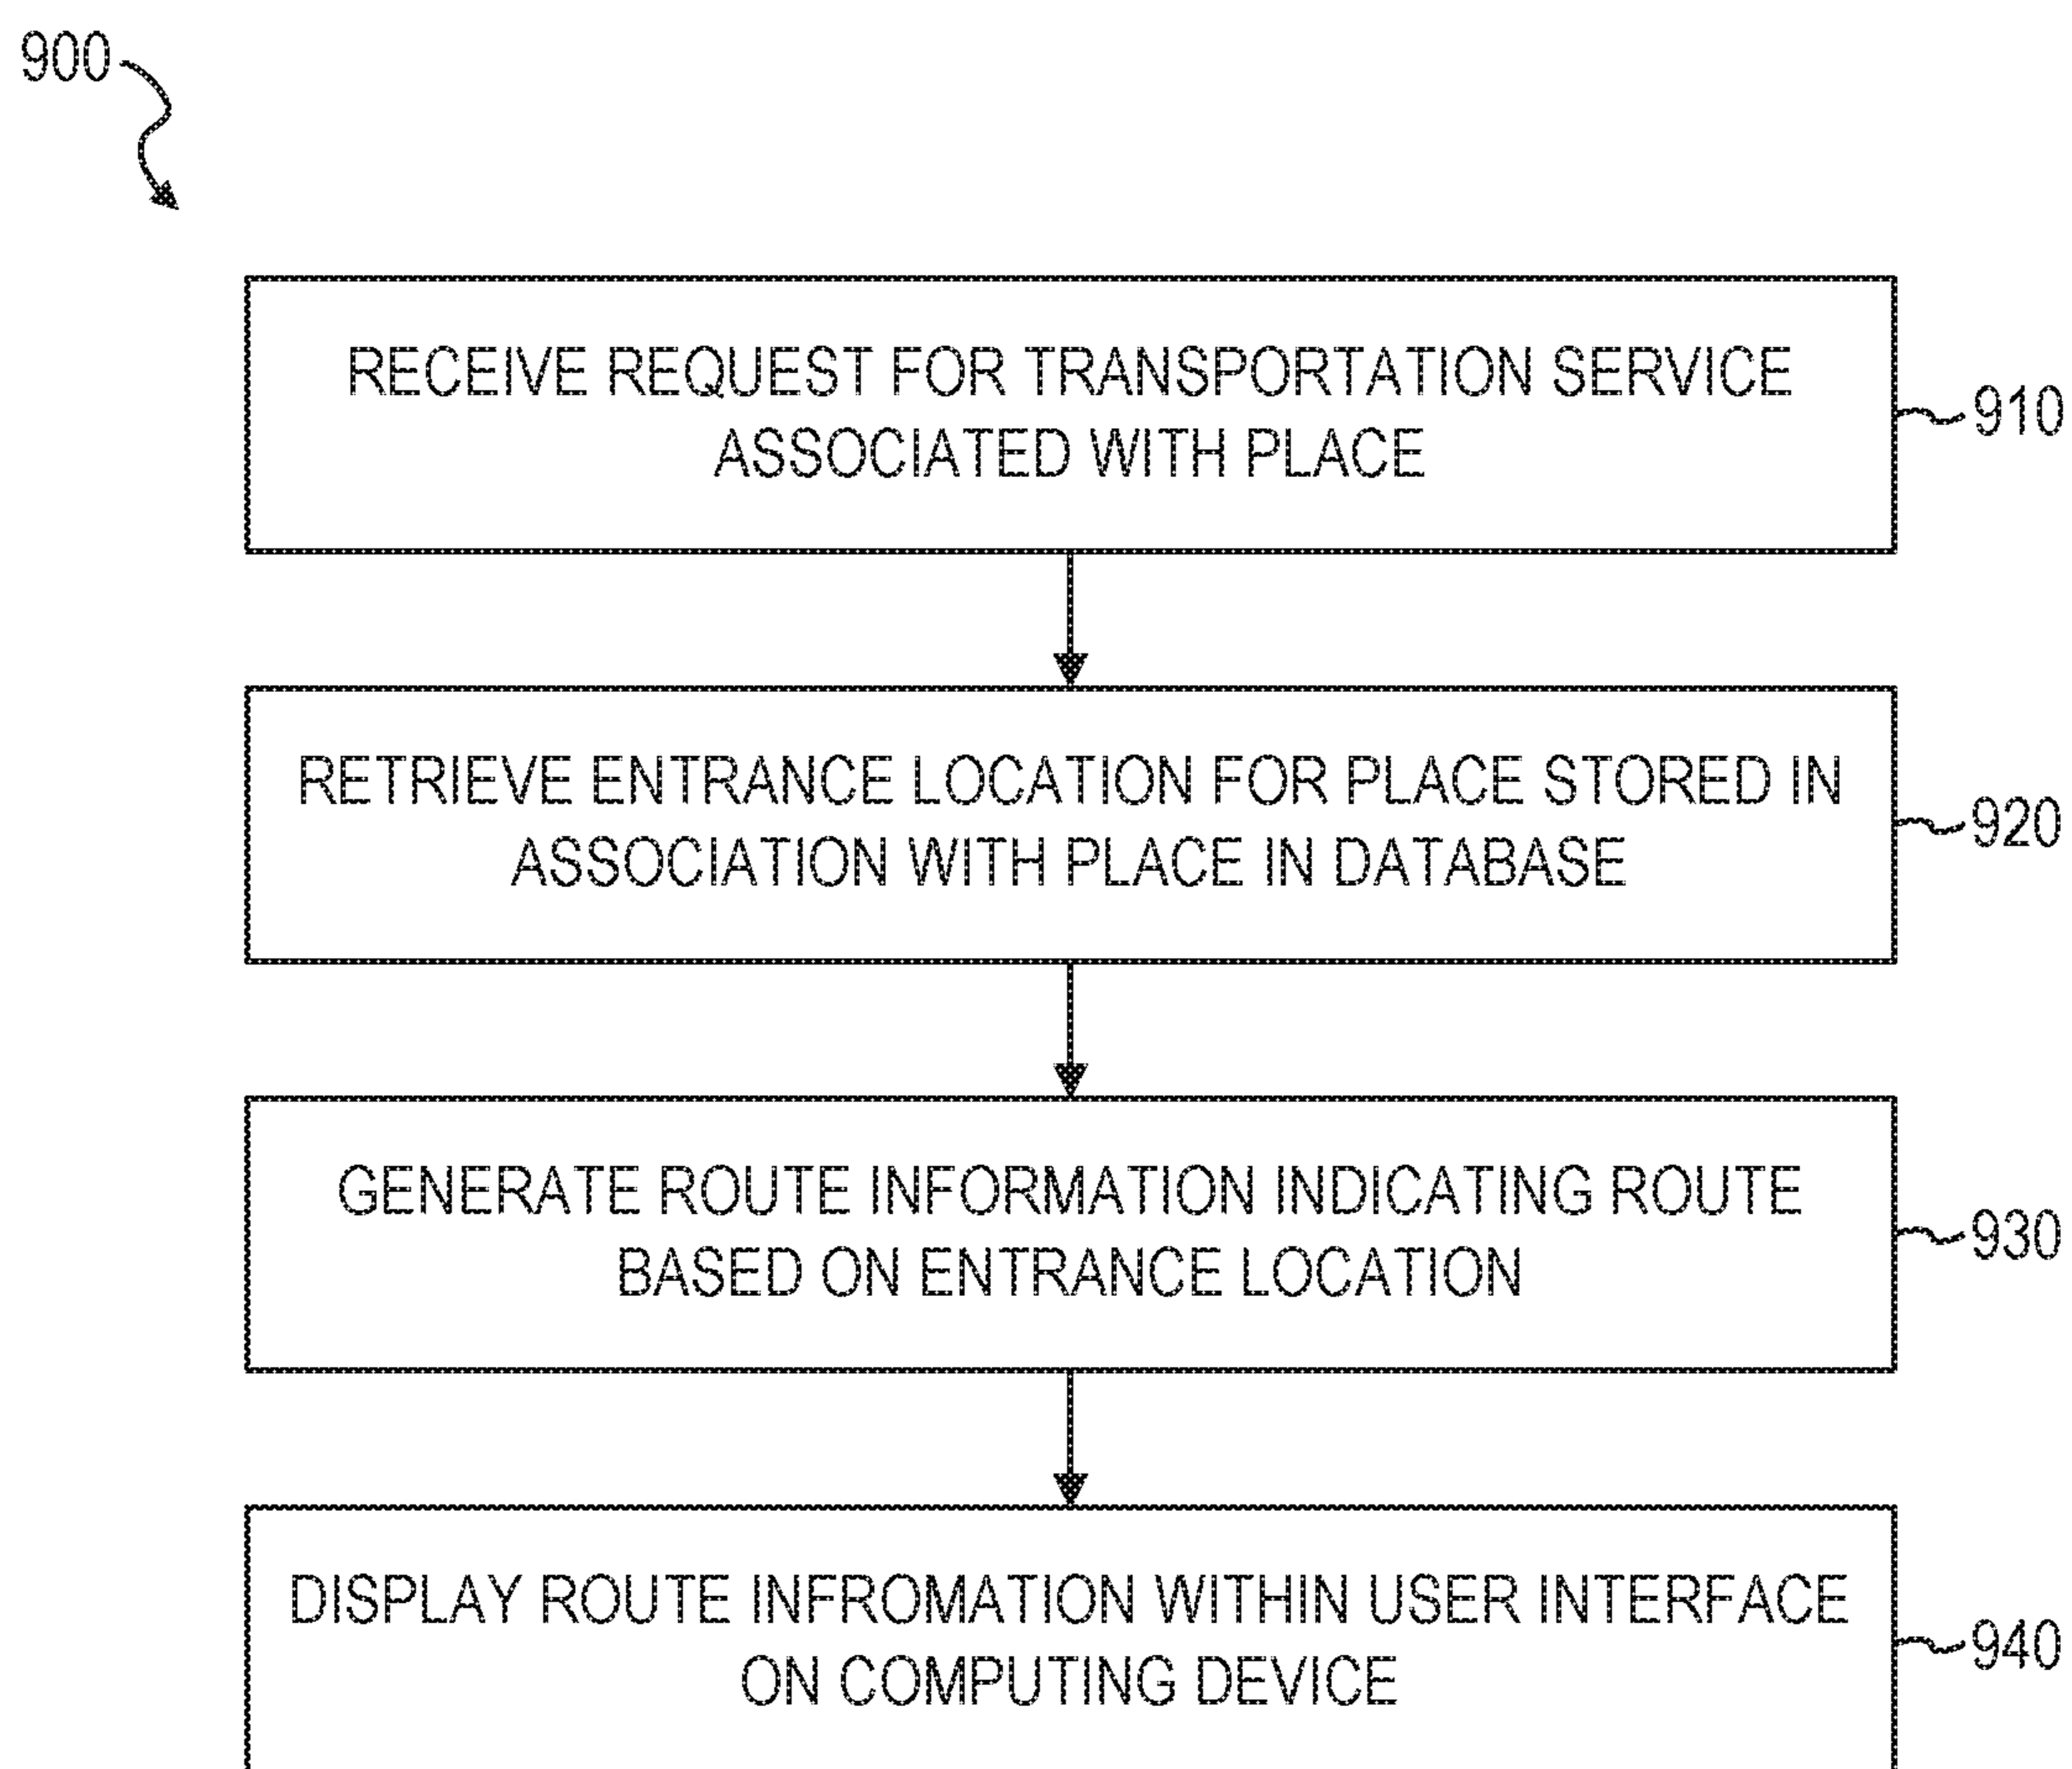 900
RECEIVE REQUEST FOR TRANSPORTATION SERVICE
ASSOCIATED WITH PLACE
910
RETRIEVE ENTRANCE LOCATION FOR PLACE STORED IN
ASSOCIATION WITH PLACE IN DATABASE
920
GENERATE ROUTE INFORMATION INDICATING ROUTE
BASED ON ENTRANCE LOCATION
930
DISPLAY ROUTE INFROMATION WITHIN USER INTERFACE
ON COMPUTING DEVICE
940